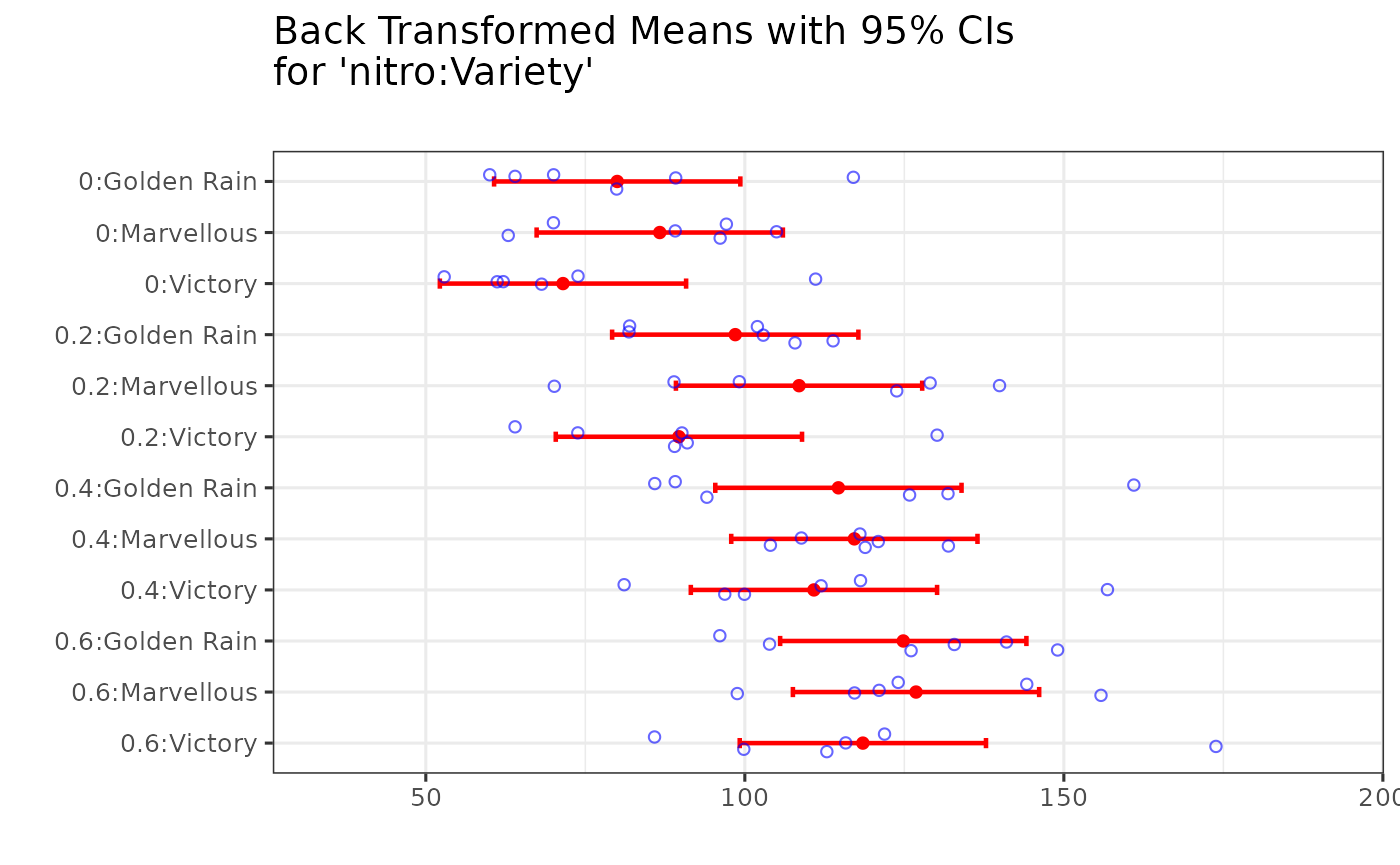 Back Transformed Means with 95% CIs
for 'nitro:Variety'
0:Golden Rain
0:Marvellous
0:Victory
0.2:Golden Rain
0.2:Marvellous
0.2:Victory
0.4:Golden Rain
0.4:Marvellous
0.4:Victory
0.6:Golden Rain
0.6:Marvellous
0.6:Victory
50 100 150 200